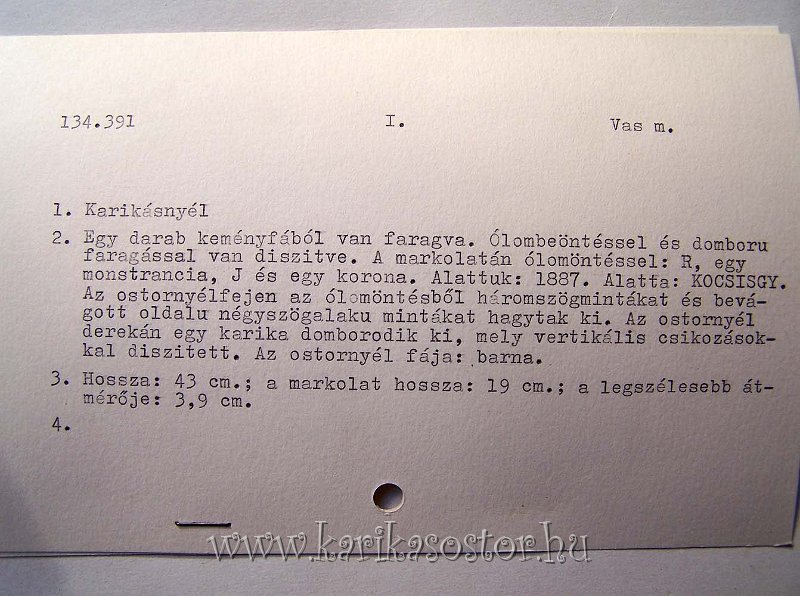 134.391 I. Vas m.
1. Karikásnyél
2. Egy darab keményfából van faragva. Ólombeöntéssel és domboru
faragással van diszitve. A markolatán ólomöntéssel: R, egy
monstrancia, J és egy korona. Alattuk: 1887. Alatta: KOCSISGY.
Az ostornyélfejen az ólomöntésből háromszögmintákat és bevá-
gott oldalu négyszögalaku mintákat hagytak ki. Az ostornyél
derekán egy karika domborodik ki, mely vertikális csikozások-
kal diszitett. Az ostornyél fája: barna.
3. Hossza: 43 cm.; a markolat hossza: 19 cm.; a legszélesebb át-
mérője: 3,9 cm.
4.
www.karikasostor.hu